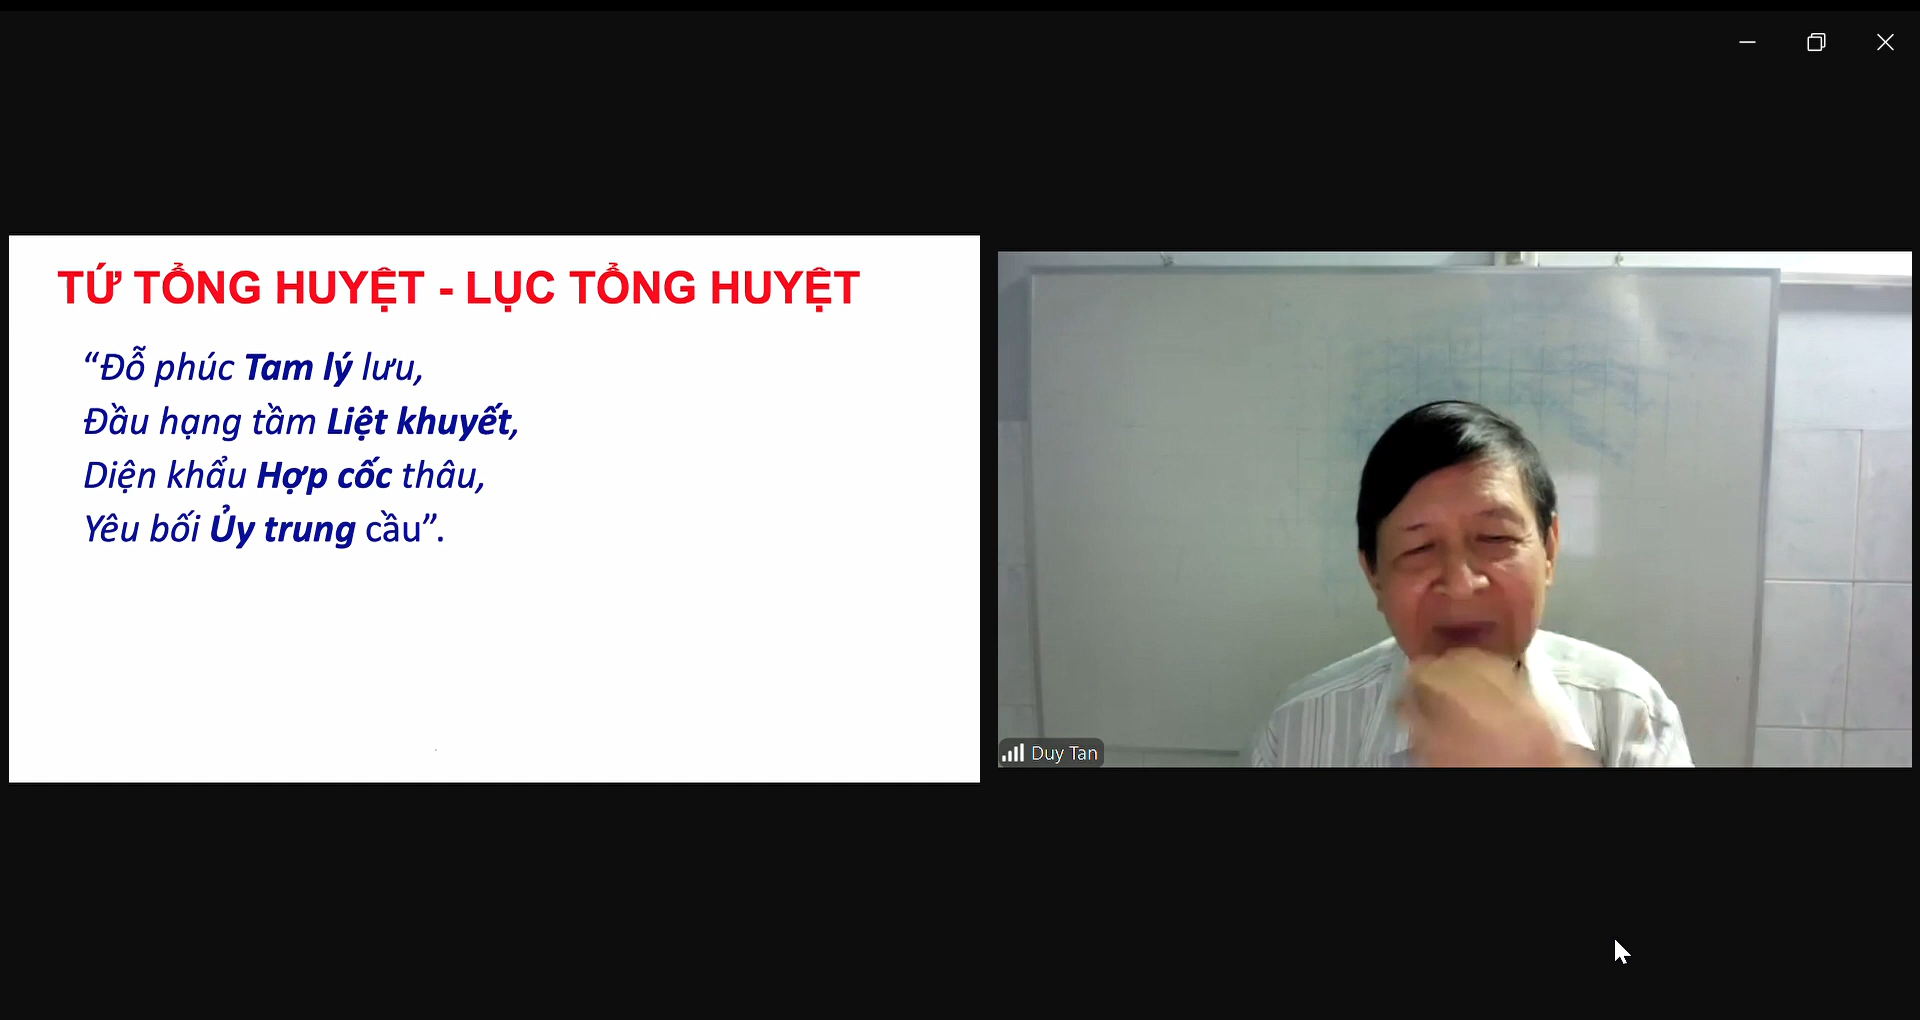 TỨ TỔNG HUYỆT - LỤC TỔNG HUYỆT
“Đỗ phúc Tam lý lưu,
Đầu hạng tầm Liệt khuyết,
Diện khẩu Hợp cốc thâu,
Yêu bối Ủy trung cầu”.
Duy Tan